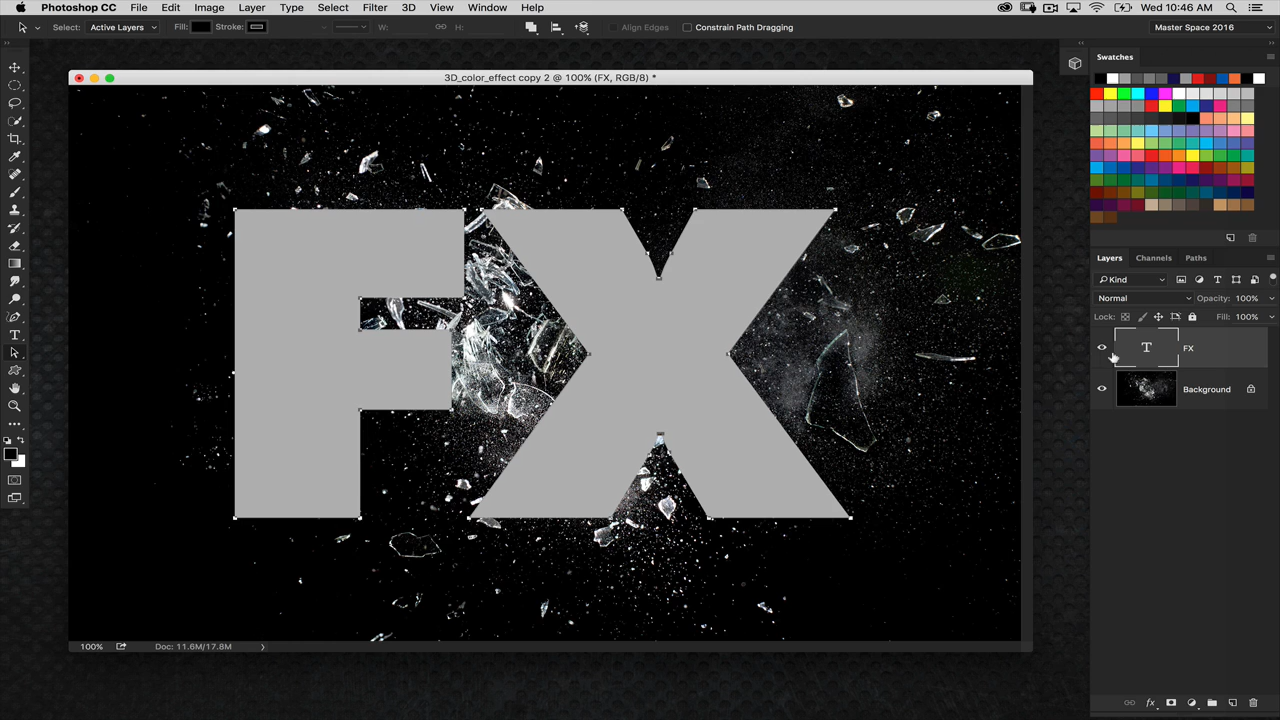 Photoshop CC File Edit Image Layer Type Select Filter 3D View Window Help Wed 10:46 AM
Select: Active Layers Fill: Stroke: W: H: Align Edges Constrain Path Dragging Master Space 2016
3D_color_effect copy 2 @ 100% (FX, RGB/8) *
Swatches
FX
Layers Channels Paths
Kind
Normal Opacity: 100%
Lock: Fill: 100%
T FX
Background
100% Doc: 11.6M/17.8M
fx